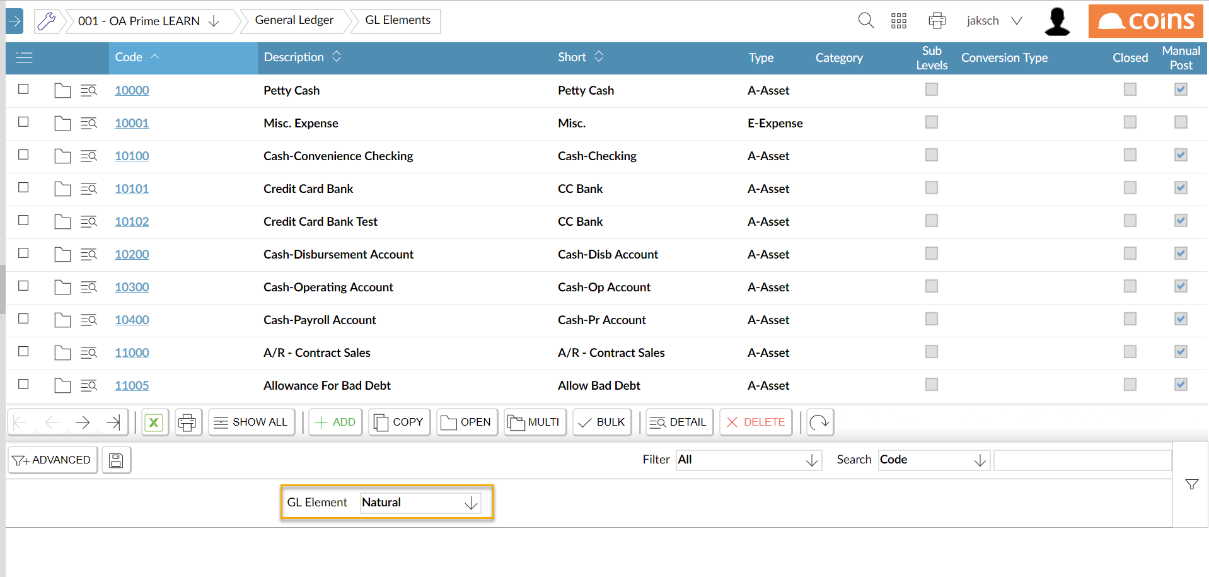 001 - OA Prime LEARN General Ledger GL Elements jaksch coins
Code Description Short Type Category Sub Levels Conversion Type Closed Manual Post
10000 Petty Cash Petty Cash A-Asset
10001 Misc. Expense Misc. E-Expense
10100 Cash-Convenience Checking Cash-Checking A-Asset
10101 Credit Card Bank CC Bank A-Asset
10102 Credit Card Bank Test CC Bank A-Asset
10200 Cash-Disbursement Account Cash-Disb Account A-Asset
10300 Cash-Operating Account Cash-Op Account A-Asset
10400 Cash-Payroll Account Cash-Pr Account A-Asset
11000 A/R - Contract Sales A/R - Contract Sales A-Asset
11005 Allowance For Bad Debt Allow Bad Debt A-Asset
SHOW ALL ADD COPY OPEN MULTI BULK DETAIL DELETE
ADVANCED Filter All Search Code
GL Element Natural